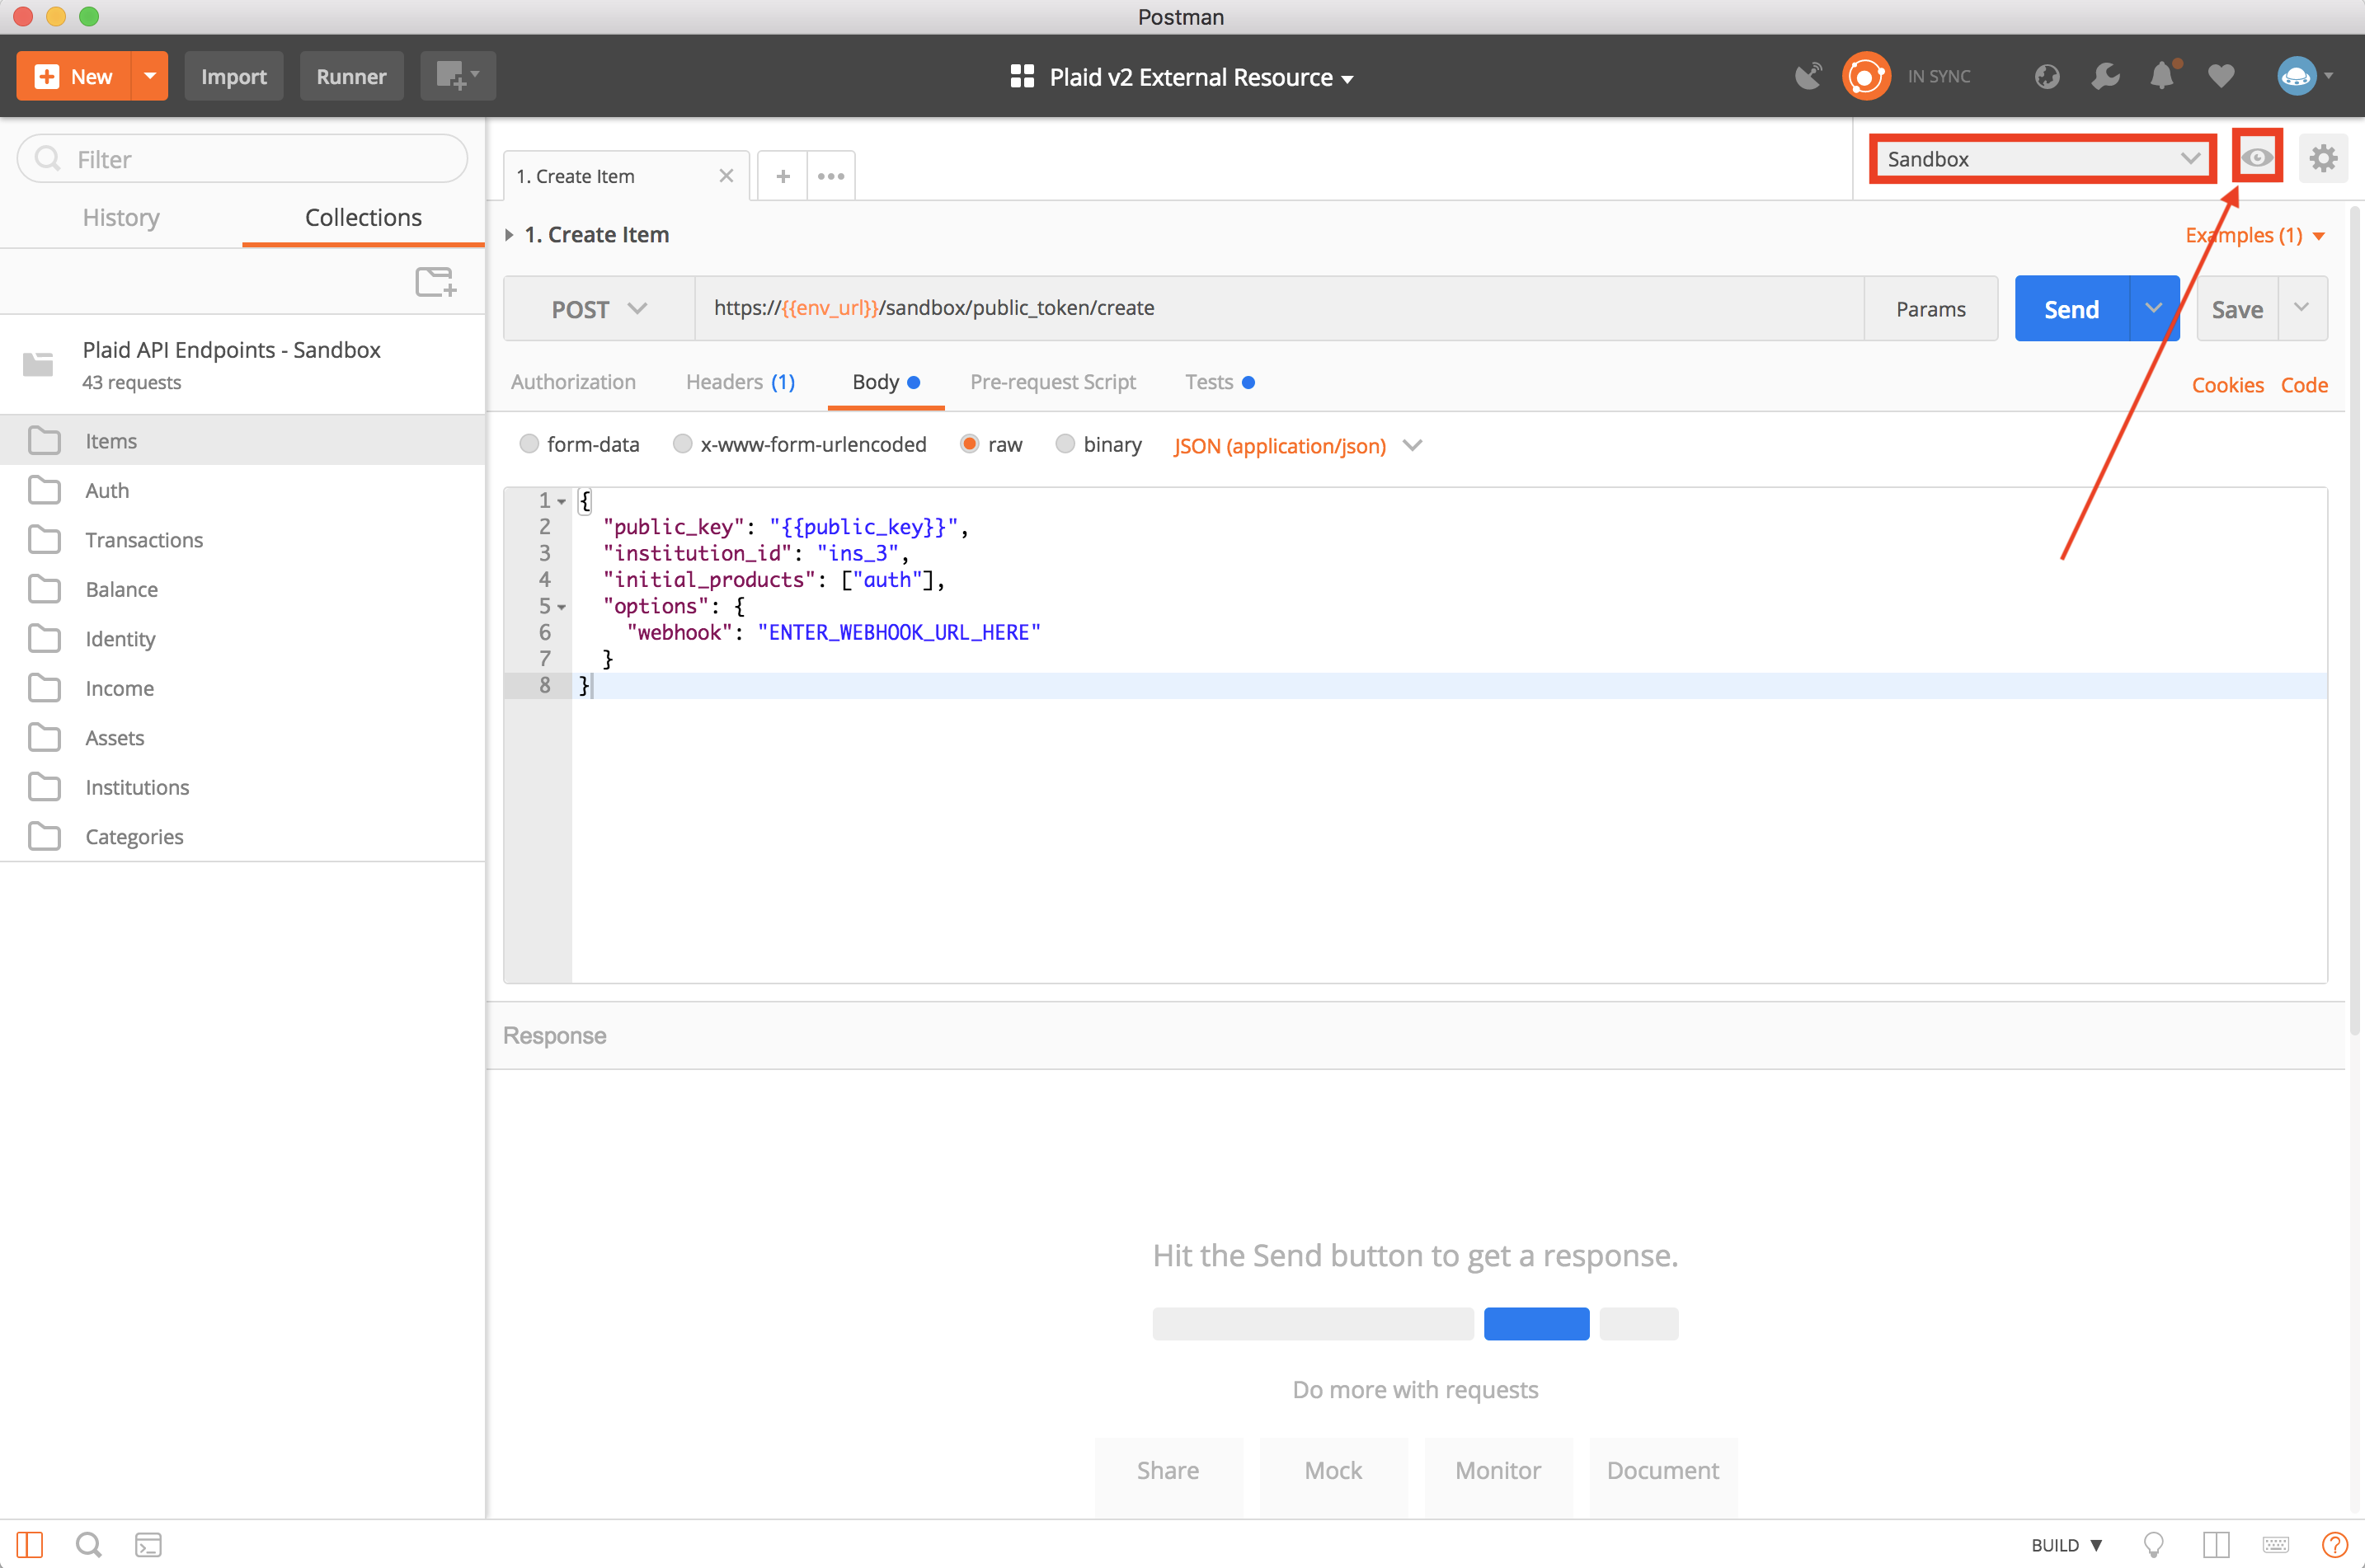 Postman
New
Import
Runner
Plaid v2 External Resource
IN SYNC
Filter
History
Collections
Plaid API Endpoints - Sandbox
43 requests
Items
Auth
Transactions
Balance
Identity
Income
Assets
Institutions
Categories
1. Create Item
Sandbox
1. Create Item
Examples (1)
POST
https://{{env_url}}/sandbox/public_token/create
Params
Send
Save
Authorization
Headers (1)
Body
Pre-request Script
Tests
Cookies
Code
form-data
x-www-form-urlencoded
raw
binary
JSON (application/json)
1 {
2 "public_key": "{{public_key}}",
3 "institution_id": "ins_3",
4 "initial_products": ["auth"],
5 "options": {
6 "webhook": "ENTER_WEBHOOK_URL_HERE"
7 }
8 }
Response
Hit the Send button to get a response.
Do more with requests
Share
Mock
Monitor
Document
BUILD